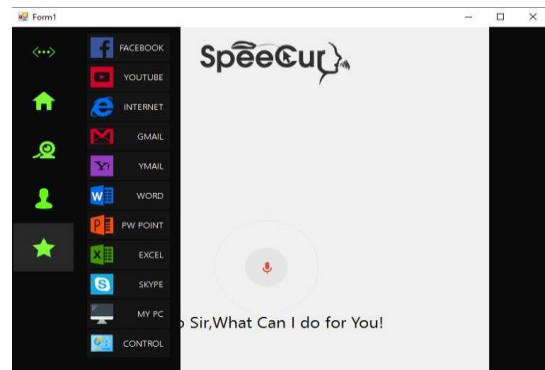 Form1
FACEBOOK
SpeeCur
YOUTUBE
INTERNET
GMAIL
YMAIL
WORD
PW POINT
EXCEL
SKYPE
MY PC
Sir,What Can I do for You!
CONTROL